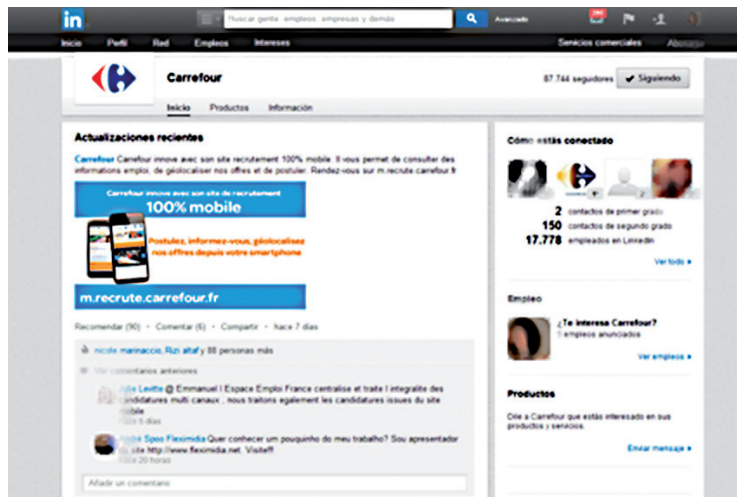 in
Buscar gente, empleos, empresas y demás
Avanzado
Inicio Perfil Red Empleos Intereses
Servicios comerciales
Carrefour
87.744 seguidores Siguiendo
Inicio Productos Información
Actualizaciones recientes
Carrefour Carrefour innove avec son site recrutement 100% mobile. Il vous permet de consulter des
informations emploi, de géolocaliser nos offres et de postuler. Rendez-vous sur m.recrute.carrefour.fr
Carrefour innove avec son site de recrutement
100% mobile
Postulez, informez-vous, géolocalisez
nos offres depuis votre smartphone
m.recrute.carrefour.fr
Recomendar (90) • Comentar (6) • Compartir • hace 7 días
nicole marinaccio, Rizi altaf y 88 personas más
Ver comentarios anteriores
Levitte @ Emmanuel l Espace Emploi France centralise et traite l integralite des
candidatures multi canaux , nous traitons egalement les candidatures issues du site
mobile
hace 5 días
Spoo Fleximidia Quer conhecer um pouquinho do meu trabalho? Sou apresentador
do site http://www.fleximidia.net. Visite!!!
hace 20 horas
Añadir un comentario
Cómo estás conectado
2 contactos de primer grado
150 contactos de segundo grado
17.778 empleados en LinkedIn
Ver todo
Empleo
¿Te interesa Carrefour?
empleos anunciados
Ver empleos
Productos
Dile a Carrefour que estás interesado en sus
productos y servicios.
Enviar mensaje